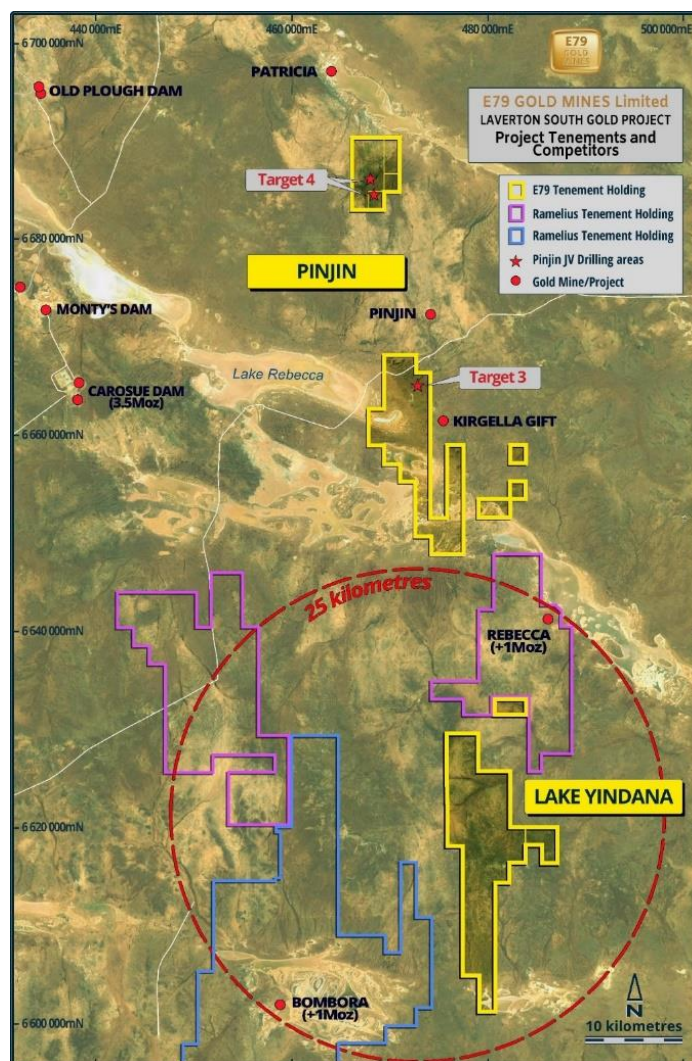 440 000mE
460 000mE
480 000mE
500 000mE
6 700 000mN
E79
GOLD
MINES
OLD PLOUGH DAM
PATRICIA
E79 GOLD MINES Limited
LAVERTON SOUTH GOLD PROJECT
Project Tenements and
Competitors
E79 Tenement Holding
Ramelius Tenement Holding
Ramelius Tenement Holding
Pinjin JV Drilling areas
Gold Mine/Project
Target 4
6 680 000mN
PINJIN
MONTY'S DAM
PINJIN
Lake Rebecca
Target 3
CAROSUE DAM
(3.5Moz)
KIRGELLA GIFT
6 660 000mN
25 kilometres
6 640 000mN
REBECCA
(+1Moz)
LAKE YINDANA
6 620 000mN
BOMBORA
(+1Moz)
N
10 kilometres
6 600 000mN